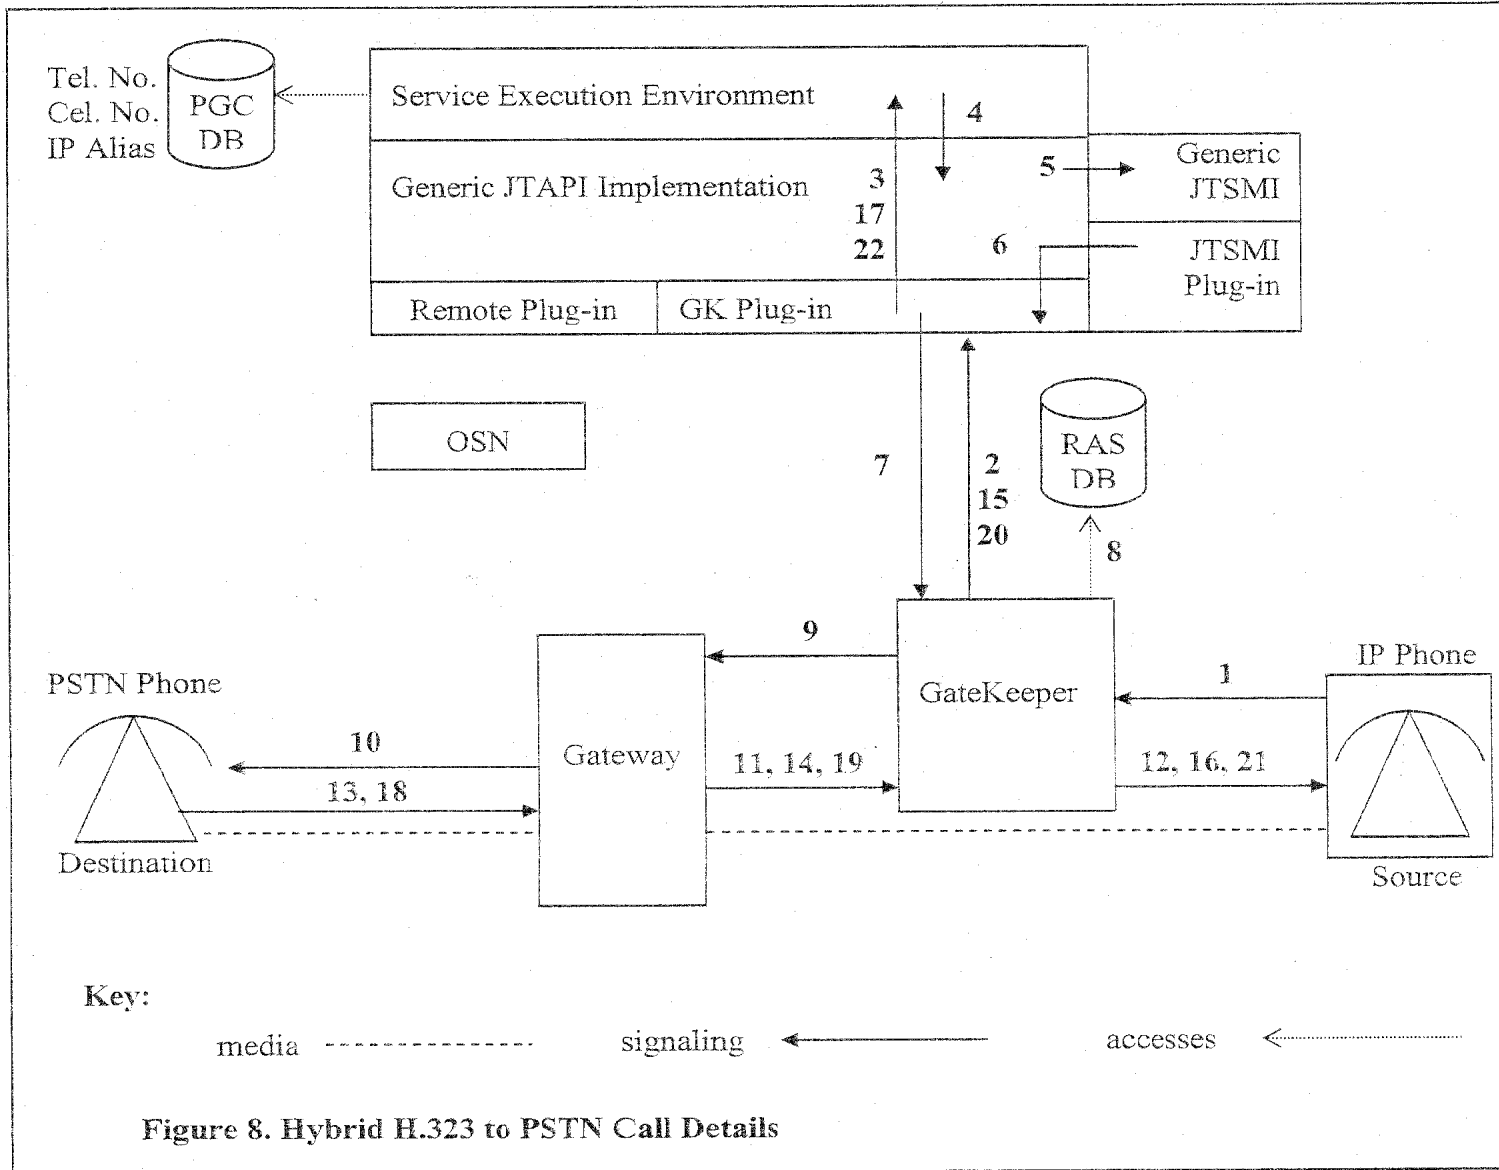 Tel. No.
Cel. No.
IP Alias
PGC
DB
Service Execution Environment
4
Generic JTAPI Implementation
3
17
22
5
Generic
JTSMI
6
JTSMI
Plug-in
Remote Plug-in
GK Plug-in
OSN
7
2
15
20
RAS
DB
8
9
PSTN Phone
10
13, 18
Destination
Gateway
11, 14, 19
GateKeeper
1
12, 16, 21
IP Phone
Source
Key:
media
signaling
accesses
Figure 8. Hybrid H.323 to PSTN Call Details